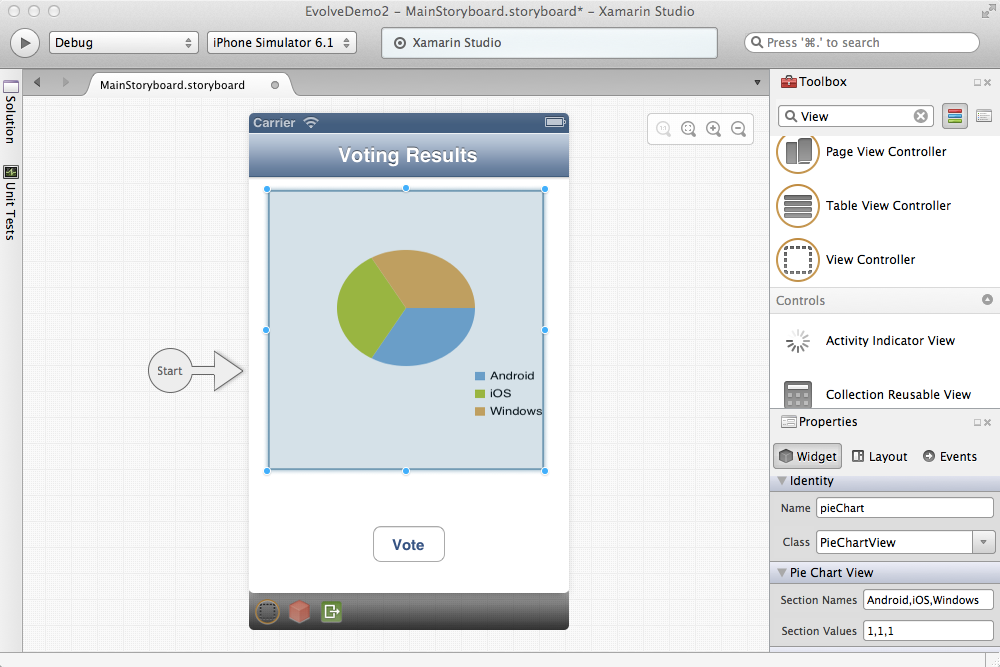 EvolveDemo2 – MainStoryboard.storyboard* – Xamarin Studio
Debug
iPhone Simulator 6.1
Xamarin Studio
Press '⌘.' to search
Solution
Unit Tests
MainStoryboard.storyboard
Carrier
Voting Results
Start
Android
iOS
Windows
Vote
Toolbox
View
Page View Controller
Table View Controller
View Controller
Controls
Activity Indicator View
Collection Reusable View
Properties
Widget Layout Events
Identity
Name pieChart
Class PieChartView
Pie Chart View
Section Names Android,iOS,Windows
Section Values 1,1,1